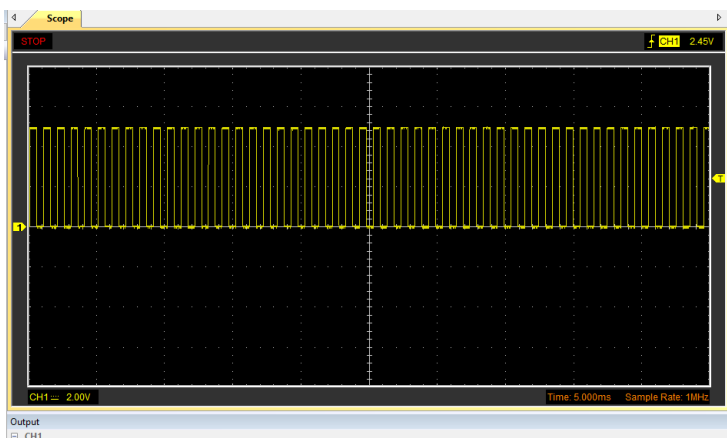 Scope
STOP
CH1 2.45V
T
1
CH1 2.00V
Time: 5.000ms Sample Rate: 1MHz
Output
CH1